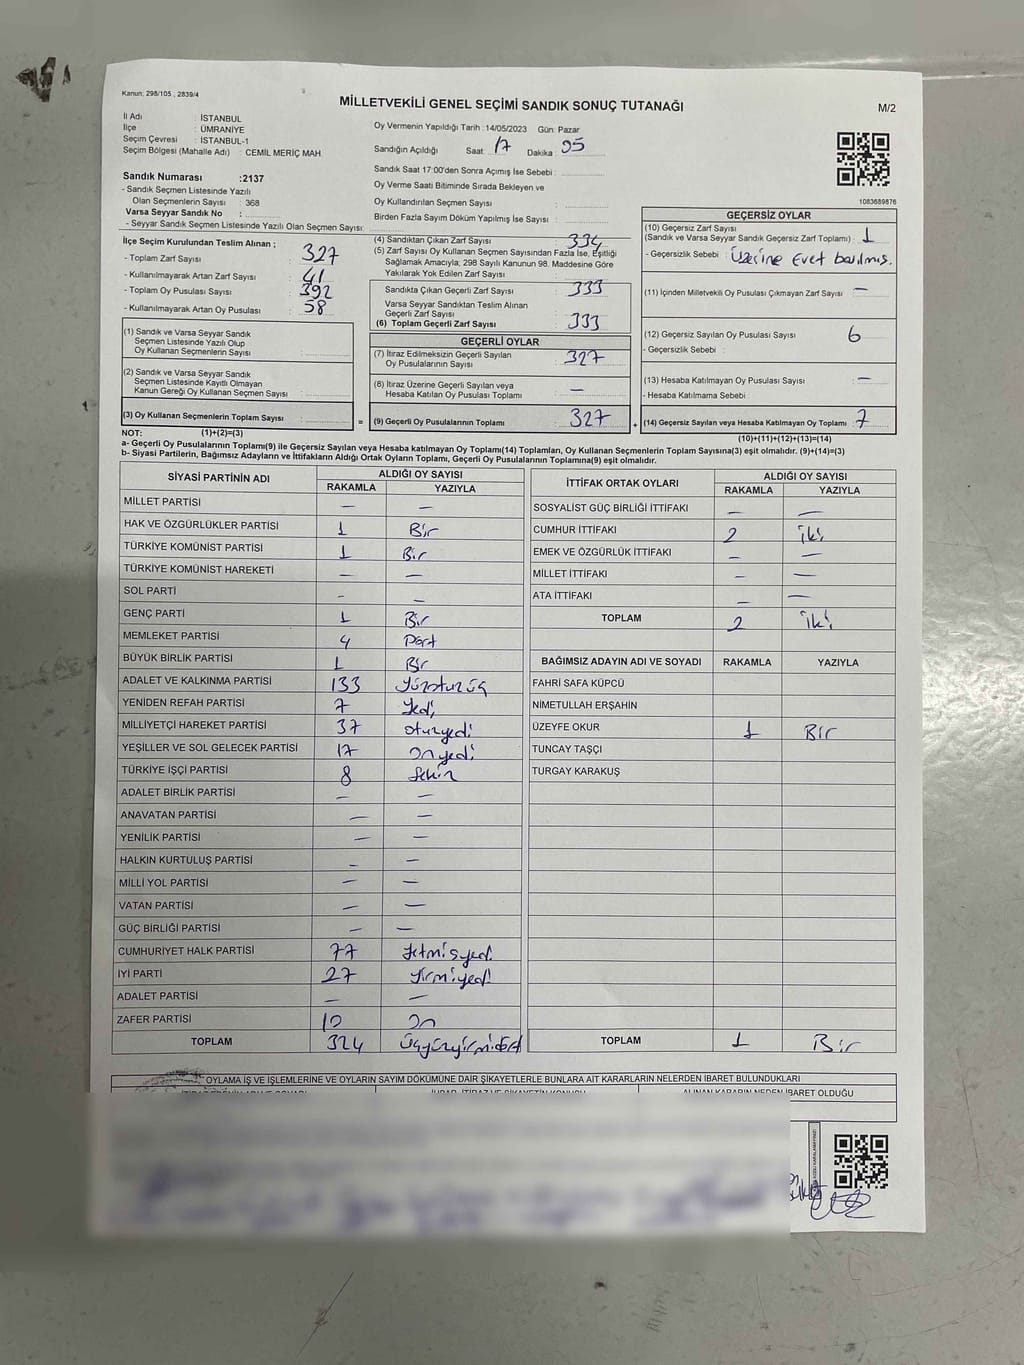 Kanun: 298/105 , 2839/4
MİLLETVEKİLİ GENEL SEÇİMİ SANDIK SONUÇ TUTANAĞI
M/2
İl Adı : İSTANBUL
İlçe : ÜMRANİYE
Seçim Çevresi : İSTANBUL-1
Seçim Bölgesi (Mahalle Adı) : CEMİL MERİÇ MAH.
Oy Vermenin Yapıldığı Tarih : 14/05/2023 Gün: Pazar
Sandığın Açıldığı Saat : 17 Dakika : 05
Sandık Saat 17:00'den Sonra Açımış İse Sebebi :
Oy Verme Saati Bitiminde Sırada Bekleyen ve
Oy Kullandırılan Seçmen Sayısı :
Birden Fazla Sayım Döküm Yapılmış İse Sayısı :
1083689876
Sandık Numarası :2137
- Sandık Seçmen Listesinde Yazılı
Olan Seçmenlerin Sayısı : 368
Varsa Seyyar Sandık No :
- Seyyar Sandık Seçmen Listesinde Yazılı Olan Seçmen Sayısı:
İlçe Seçim Kurulundan Teslim Alınan ;
- Toplam Zarf Sayısı : 327
- Kullanılmayarak Artan Zarf Sayısı : 41
- Toplam Oy Pusulası Sayısı : 392
- Kullanılmayarak Artan Oy Pusulası : 58
(1) Sandık ve Varsa Seyyar Sandık
Seçmen Listesinde Yazılı Olup
Oy Kullanan Seçmenlerin Sayısı :
(2) Sandık ve Varsa Seyyar Sandık
Seçmen Listesinde Kayıtlı Olmayan
Kanun Gereği Oy Kullanan Seçmen Sayısı :
(3) Oy Kullanan Seçmenlerin Toplam Sayısı :
(4) Sandıktan Çıkan Zarf Sayısı : 334
(5) Zarf Sayısı Oy Kullanan Seçmen Sayısından Fazla İse, Eşitliği
Sağlamak Amacıyla; 298 Sayılı Kanunun 98. Maddesine Göre
Yakılarak Yok Edilen Zarf Sayısı :
Sandıkta Çıkan Geçerli Zarf Sayısı : 333
Varsa Seyyar Sandıktan Teslim Alınan
Geçerli Zarf Sayısı :
(6) Toplam Geçerli Zarf Sayısı : 333
GEÇERLİ OYLAR
(7) İtiraz Edilmeksizin Geçerli Sayılan
Oy Pusulalarının Sayısı : 327
(8) İtiraz Üzerine Geçerli Sayılan veya
Hesaba Katılan Oy Pusulası Toplamı : —
= (9) Geçerli Oy Pusulalarının Toplamı 327
GEÇERSİZ OYLAR
(10) Geçersiz Zarf Sayısı
(Sandık ve Varsa Seyyar Sandık Geçersiz Zarf Toplamı) : 1
- Geçersizlik Sebebi : Üzerine Evet basılmış.
(11) İçinden Milletvekili Oy Pusulası Çıkmayan Zarf Sayısı : —
(12) Geçersiz Sayılan Oy Pusulası Sayısı : 6
- Geçersizlik Sebebi :
(13) Hesaba Katılmayan Oy Pusulası Sayısı : —
- Hesaba Katılmama Sebebi :
+ (14) Geçersiz Sayılan veya Hesaba Katılmayan Oy Toplamı : 7
NOT: (1)+(2)=(3)
(10)+(11)+(12)+(13)=(14)
a- Geçerli Oy Pusulalarının Toplamı(9) ile Geçersiz Sayılan veya Hesaba katılmayan Oy Toplamı(14) Toplamları, Oy Kullanan Seçmenlerin Toplam Sayısına(3) eşit olmalıdır. (9)+(14)=(3)
b- Siyasi Partilerin, Bağımsız Adayların ve İttifakların Aldığı Ortak Oyların Toplamı, Geçerli Oy Pusulalarının Toplamına(9) eşit olmalıdır.
SİYASİ PARTİNİN ADI ALDIĞI OY SAYISI
RAKAMLA YAZIYLA
MİLLET PARTİSİ — —
HAK VE ÖZGÜRLÜKLER PARTİSİ 1 Bir
TÜRKİYE KOMÜNİST PARTİSİ 1 Bir
TÜRKİYE KOMÜNİST HAREKETİ — —
SOL PARTİ - —
GENÇ PARTİ 1 Bir
MEMLEKET PARTİSİ 4 Dört
BÜYÜK BİRLİK PARTİSİ 1 Bir
ADALET VE KALKINMA PARTİSİ 133 Yüzotuzüç
YENİDEN REFAH PARTİSİ 7 Yedi
MİLLİYETÇİ HAREKET PARTİSİ 37 otuzyedi
YEŞİLLER VE SOL GELECEK PARTİSİ 17 onyedi
TÜRKİYE İŞÇİ PARTİSİ 8 Sekiz
ADALET BİRLİK PARTİSİ — —
ANAVATAN PARTİSİ — —
YENİLİK PARTİSİ — —
HALKIN KURTULUŞ PARTİSİ — —
MİLLİ YOL PARTİSİ — —
VATAN PARTİSİ — —
GÜÇ BİRLİĞİ PARTİSİ — —
CUMHURİYET HALK PARTİSİ 77 Yetmişyedi
İYİ PARTİ 27 Yirmiyedi
ADALET PARTİSİ — —
ZAFER PARTİSİ 10 On
TOPLAM 324 Üçyüzyirmidört
İTTİFAK ORTAK OYLARI ALDIĞI OY SAYISI
RAKAMLA YAZIYLA
SOSYALİST GÜÇ BİRLİĞİ İTTİFAKI — —
CUMHUR İTTİFAKI 2 iki
EMEK VE ÖZGÜRLÜK İTTİFAKI — —
MİLLET İTTİFAKI — —
ATA İTTİFAKI — —
TOPLAM 2 iki
BAĞIMSIZ ADAYIN ADI VE SOYADI RAKAMLA YAZIYLA
FAHRİ SAFA KÜPCÜ
NİMETULLAH ERŞAHİN
ÜZEYFE OKUR 1 Bir
TUNCAY TAŞÇI
TURGAY KARAKUŞ
TOPLAM 1 Bir
OYLAMA İŞ VE İŞLEMLERİNE VE OYLARIN SAYIM DÖKÜMÜNE DAİR ŞİKAYETLERLE BUNLARA AİT KARARLARIN NELERDEN İBARET BULUNDUKLARI
ALINAN KARARIN NEDEN İBARET OLDUĞU